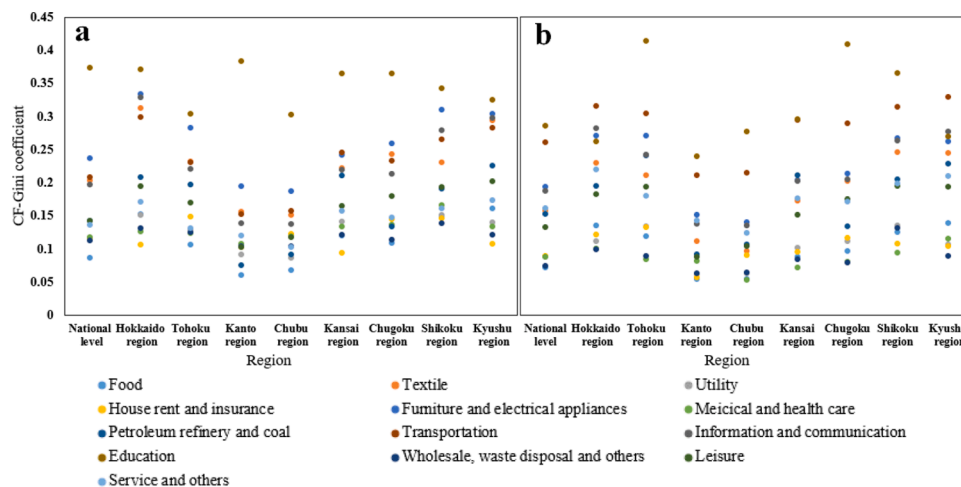 a
b
0.45
0.4
0.35
0.3
0.25
0.2
0.15
0.1
0.05
0
CF-Gini coefficient
National level
Hokkaido region
Tohoku region
Kanto region
Chubu region
Kansai region
Chugoku region
Shikoku region
Kyushu region
Region
National level
Hokkaido region
Tohoku region
Kanto region
Chubu region
Kansai region
Chugoku region
Shikoku region
Kyushu region
Region
Food
Textile
Utility
House rent and insurance
Furniture and electrical appliances
Meicical and health care
Petroleum refinery and coal
Transportation
Information and communication
Education
Wholesale, waste disposal and others
Leisure
Service and others